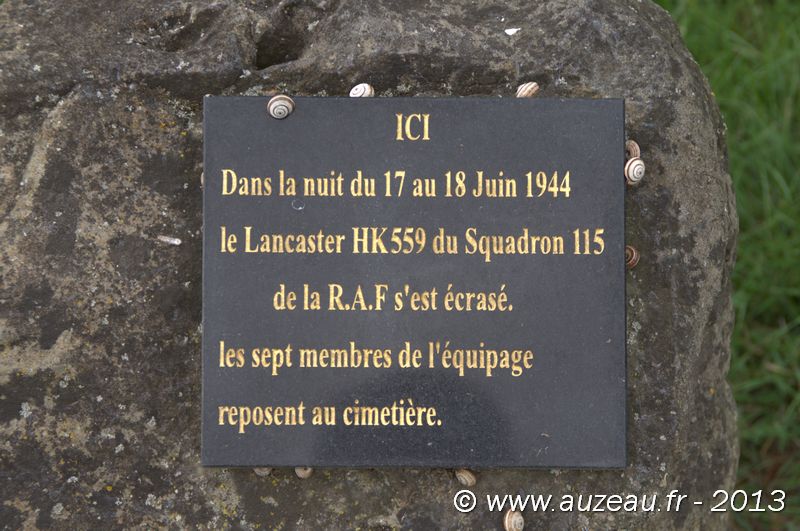 ICI
Dans la nuit du 17 au 18 Juin 1944
le Lancaster HK559 du Squadron 115
de la R.A.F s'est écrasé.
les sept membres de l'équipage
reposent au cimetière.
© www.auzeau.fr - 2013 ©